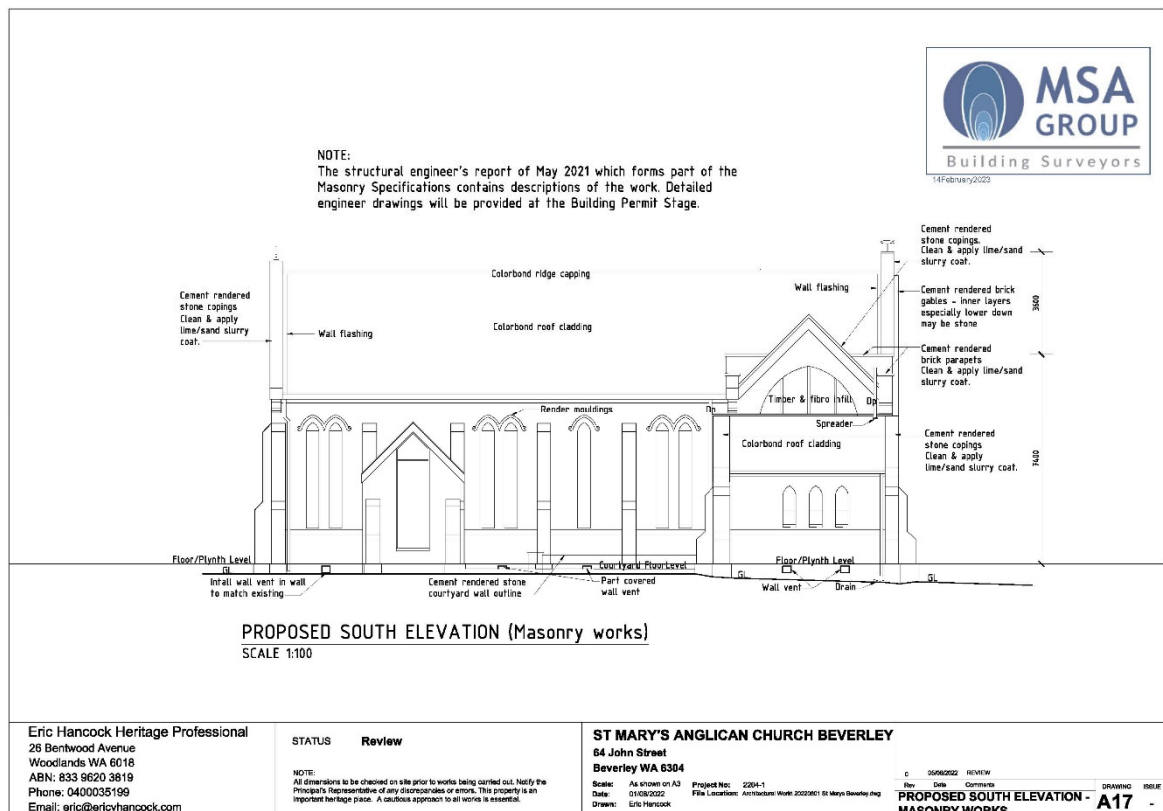 MSA
GROUP
Building Surveyors
14February2023
NOTE:
The structural engineer's report of May 2021 which forms part of the
Masonry Specifications contains descriptions of the work. Detailed
engineer drawings will be provided at the Building Permit Stage.
Cement rendered
stone copings.
Clean & apply lime/sand
slurry coat.
Colorbond ridge capping
Wall flashing
Cement rendered
stone copings
Clean & apply
lime/sand slurry
coat.
Wall flashing
Colorbond roof cladding
Cement rendered brick
gables - inner layers
especially lower down
may be stone
3600
Cement rendered
brick parapets
Clean & apply lime/sand
slurry coat.
Timber & fibro infill
Dp
Render mouldings
Dp
Spreader
Colorbond roof cladding
Cement rendered
stone copings
Clean & apply
lime/sand slurry coat.
7400
Floor/Plynth Level
GL
Courtyard FloorLevel
Floor/Plynth Level
GL
GL
Intall wall vent in wall
to match existing
Cement rendered stone
courtyard wall outline
Part covered
wall vent
Wall vent
Drain
PROPOSED SOUTH ELEVATION (Masonry works)
SCALE 1:100
Eric Hancock Heritage Professional
26 Bentwood Avenue
Woodlands WA 6018
ABN: 833 9620 3819
Phone: 0400035199
Email: eric@ericvhancock.com
STATUS Review
NOTE:
All dimensions to be checked on site prior to works being carried out. Notify the
Principal's Representative of any discrepancies or errors. This property is an
important heritage place. A cautious approach to all works is essential.
ST MARY'S ANGLICAN CHURCH BEVERLEY
64 John Street
Beverley WA 6304
Scale: As shown on A3 Project No: 2204-1
Date: 01/08/2022 File Location: Architectural Work\ 20220801 St Marys Beverley.dwg
Drawn: Eric Hancock
05/08/2022 REVIEW
Rev Date Comments
PROPOSED SOUTH ELEVATION -
MASONRY WORKS
DRAWING ISSUE
A17 -